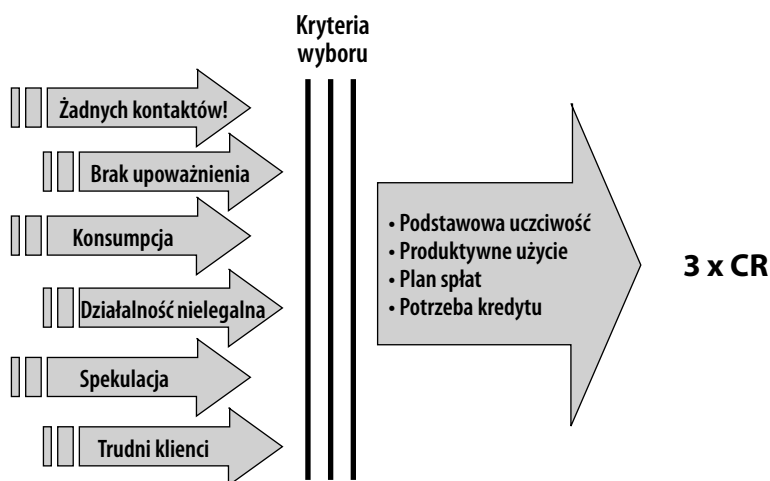 Kryteria
wyboru
Żadnych kontaktów!
Brak upoważnienia
Konsumpcja
Działalność nielegalna
Spekulacja
Trudni klienci
• Podstawowa uczciwość
• Produktywne użycie
• Plan spłat
• Potrzeba kredytu
3 x CR